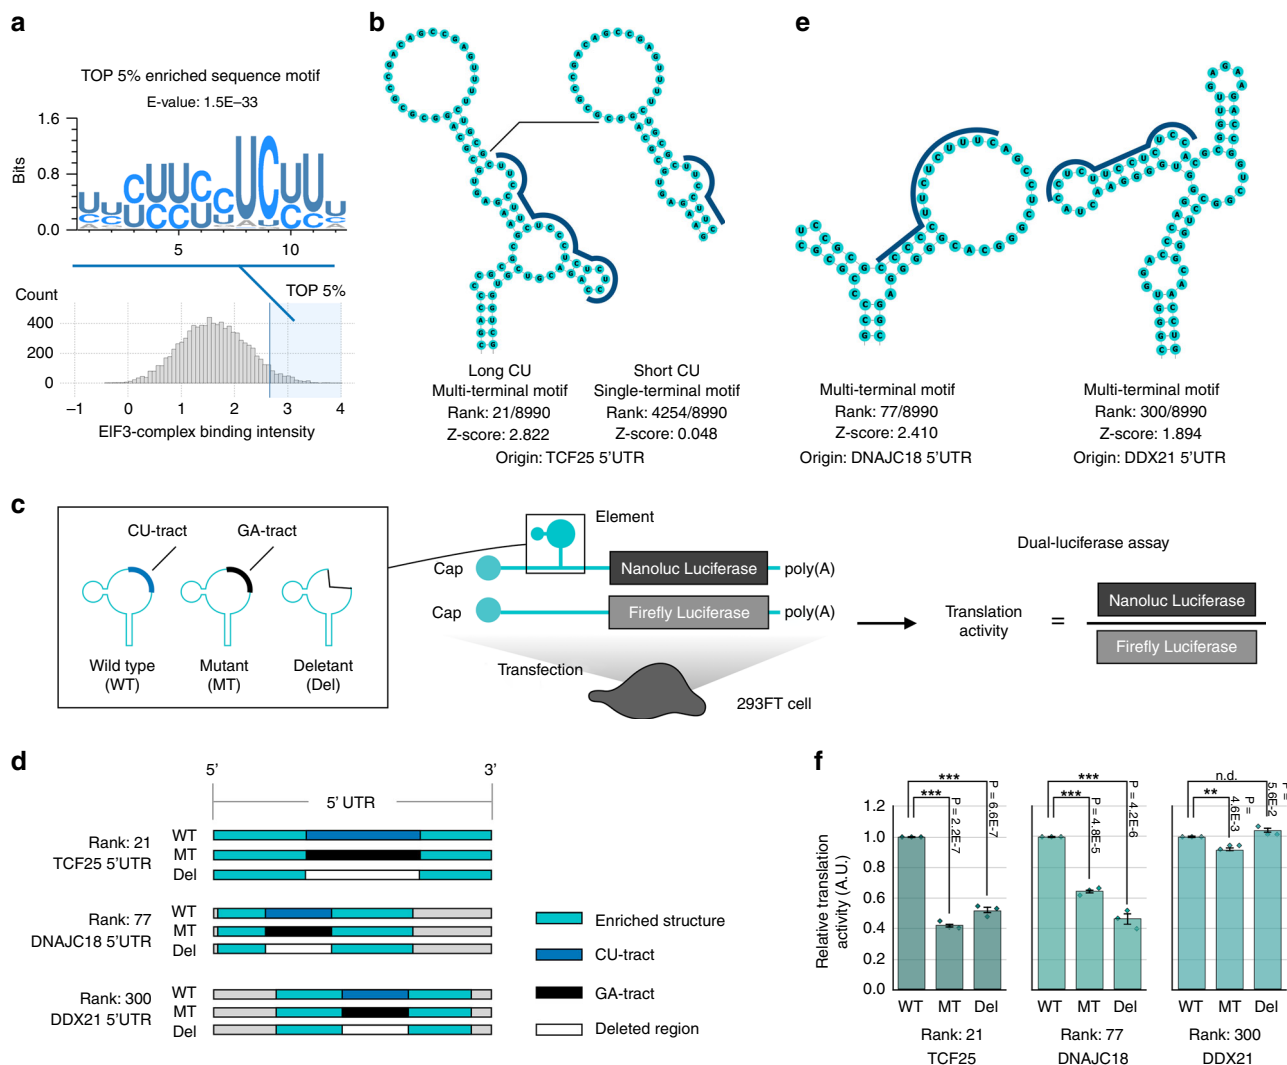 a
TOP 5% enriched sequence motif
E-value: 1.5E–33
Bits
1.6
0.8
0.0
5
10
TOP 5%
Count
400
200
0
–1
0
1
2
3
4
EIF3-complex binding intensity
b
Long CU
Multi-terminal motif
Rank: 21/8990
Z-score: 2.822
Short CU
Single-terminal motif
Rank: 4254/8990
Z-score: 0.048
Origin: TCF25 5'UTR
e
Multi-terminal motif
Rank: 77/8990
Z-score: 2.410
Origin: DNAJC18 5'UTR
Multi-terminal motif
Rank: 300/8990
Z-score: 1.894
Origin: DDX21 5'UTR
c
CU-tract
GA-tract
Wild type
(WT)
Mutant
(MT)
Deletant
(Del)
Element
Cap
Nanoluc Luciferase
poly(A)
Cap
Firefly Luciferase
poly(A)
Transfection
293FT cell
Dual-luciferase assay
Translation
activity
=
Nanoluc Luciferase
Firefly Luciferase
d
5'
3'
5' UTR
Rank: 21
TCF25 5'UTR
WT
MT
Del
Rank: 77
DNAJC18 5'UTR
WT
MT
Del
Rank: 300
DDX21 5'UTR
WT
MT
Del
Enriched structure
CU-tract
GA-tract
Deleted region
f
Relative translation
activity (A.U.)
1.2
1.0
0.8
0.6
0.4
0.2
0.0
***
***
P = 2.2E-7
P = 6.6E-7
WT
MT
Del
Rank: 21
TCF25
***
***
P = 4.8E-5
P = 4.2E-6
WT
MT
Del
Rank: 77
DNAJC18
n.d.
**
P =
4.6E-3
P =
5.6E-2
WT
MT
Del
Rank: 300
DDX21